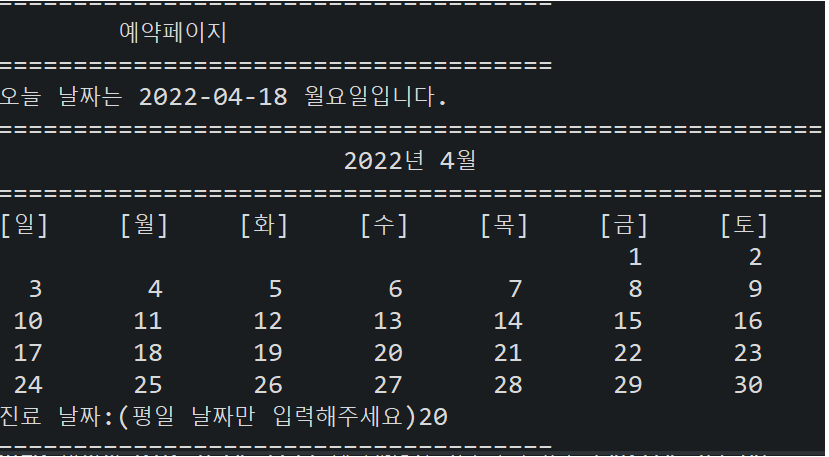 =====================================
예약페이지
=====================================
오늘 날짜는 2022-04-18 월요일입니다.
=======================================================
2022년 4월
=======================================================
[일] [월] [화] [수] [목] [금] [토]
1 2
3 4 5 6 7 8 9
10 11 12 13 14 15 16
17 18 19 20 21 22 23
24 25 26 27 28 29 30
진료 날짜:(평일 날짜만 입력해주세요)20
=====================================